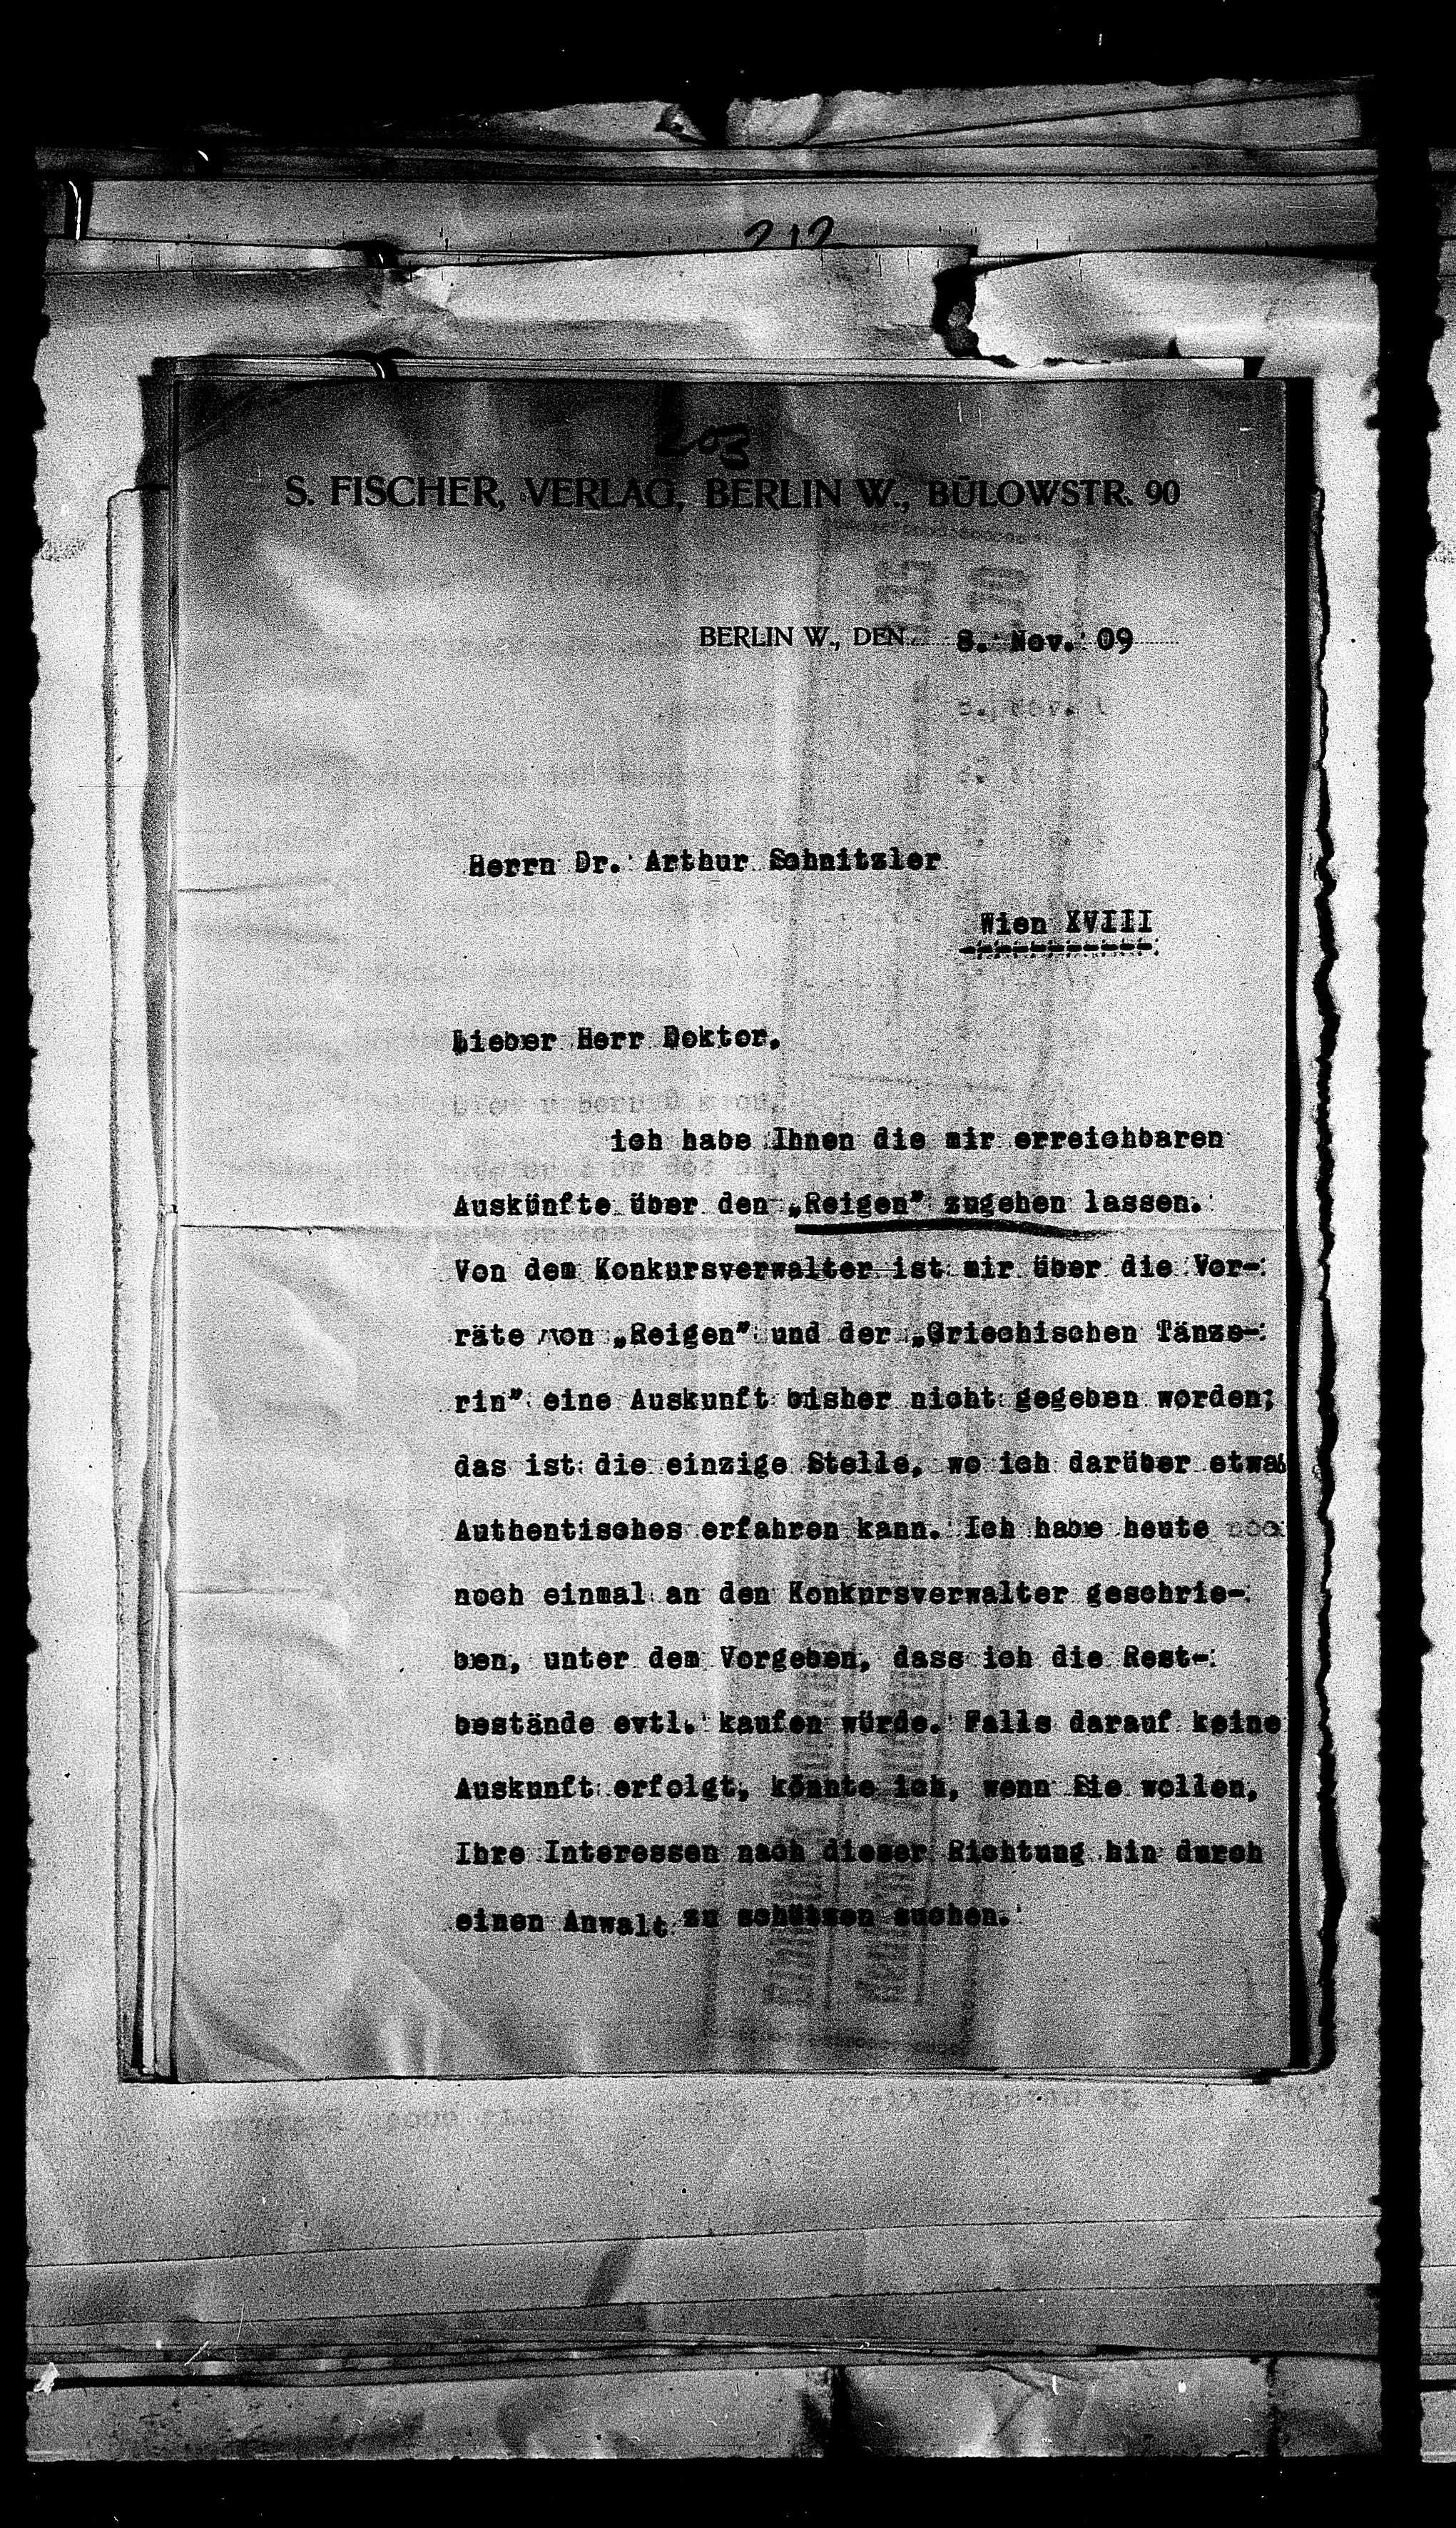 212
203
S. FISCHER, VERLAG, BERLIN W., BÜLOWSTR. 90
BERLIN W., DEN 8. Nov. 09
Herrn Dr. Arthur Schnitzler
Wien XVIII
Lieber Herr Doktor,
ich habe Ihnen die mir erreichbaren
Auskünfte über den „Reigen” zugehen lassen.
Von dem Konkursverwalter ist mir über die Vor-
räte von „Reigen” und der „Griechischen Tänze-
rin” eine Auskunft bisher nicht gegeben worden;
das ist die einzige Stelle, wo ich darüber etwas
Authentisches erfahren kann. Ich habe heute noc
noch einmal an den Konkursverwalter geschrie-
ben, unter dem Vorgeben, dass ich die Rest-
bestände evtl. kaufen würde. Falls darauf keine
Auskunft erfolgt, könnte ich, wenn Sie wollen,
Ihre Interessen nach dieser Richtung hin durch
einen Anwalt zu schützen suchen.